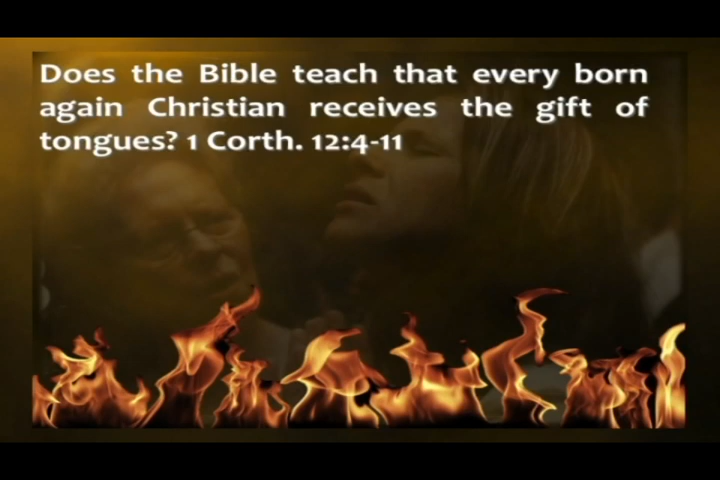 Does the Bible teach that every born
again Christian receives the gift of
tongues? 1 Corth. 12:4-11